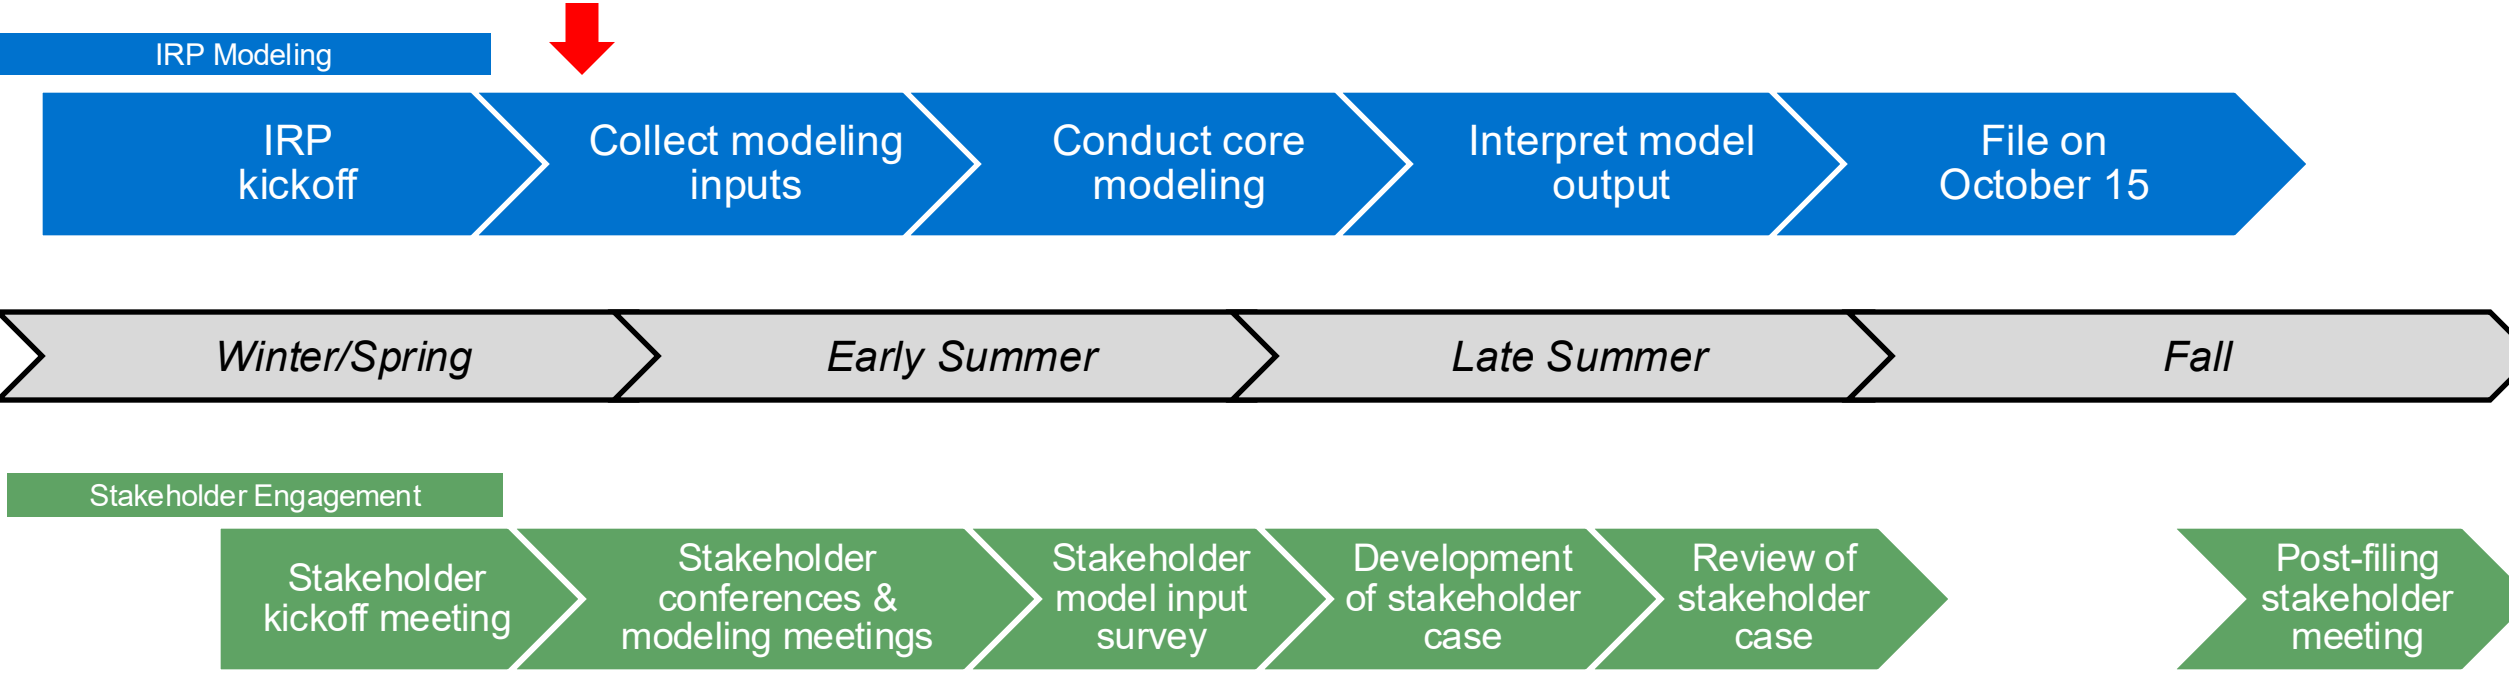 IRP Modeling
IRP
kickoff
Collect modeling
inputs
Conduct core
modeling
Interpret model
output
File on
October 15
Winter/Spring
Early Summer
Late Summer
Fall
Stakeholder Engagement
Stakeholder
kickoff meeting
Stakeholder
conferences &
modeling meetings
Stakeholder
model input
survey
Development
of stakeholder
case
Review of
stakeholder
case
Post-filing
stakeholder
meeting